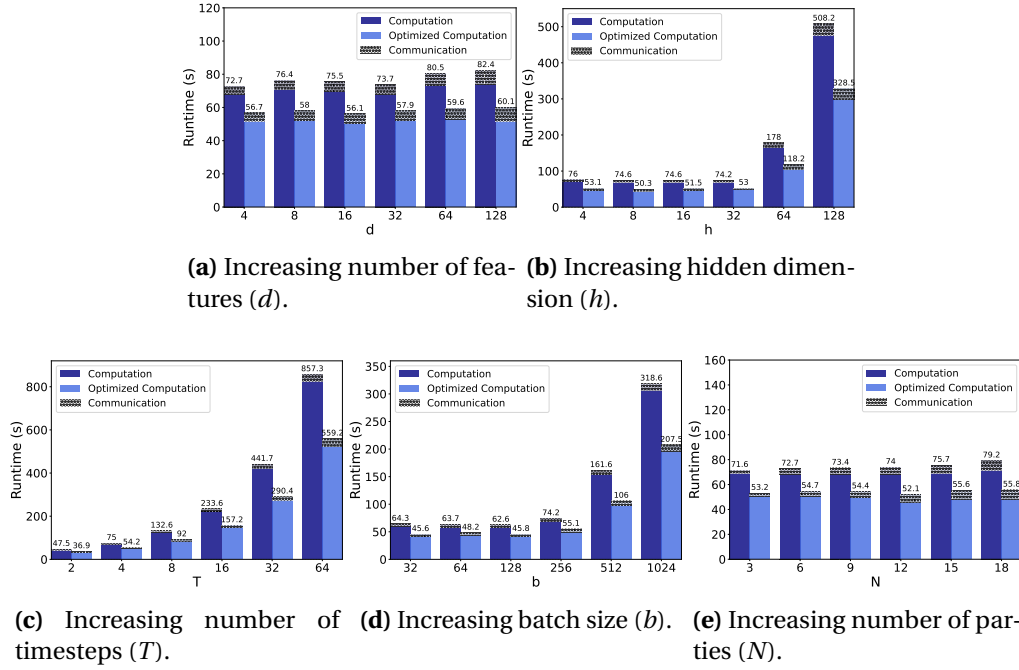 120
100
80
60
40
20
0
Runtime (s)
Computation
Optimized Computation
Communication
72.7 56.7 76.4 58 75.5 56.1 73.7 57.9 80.5 59.6 82.4 60.1
4 8 16 32 64 128
d
(a) Increasing number of fea-
tures (d).
500
400
300
200
100
0
Runtime (s)
Computation
Optimized Computation
Communication
76 53.1 74.6 50.3 74.6 51.5 74.2 53 178 118.2 508.2 328.5
4 8 16 32 64 128
h
(b) Increasing hidden dimen-
sion (h).
800
600
400
200
0
Runtime (s)
Computation
Optimized Computation
Communication
47.5 36.9 75 54.2 132.6 92 233.6 157.2 441.7 290.4 857.3 559.2
2 4 8 16 32 64
T
(c) Increasing number of
timesteps (T).
350
300
250
200
150
100
50
0
Runtime (s)
Computation
Optimized Computation
Communication
64.3 45.6 63.7 48.2 62.6 45.8 74.2 55.1 161.6 106 318.6 207.5
32 64 128 256 512 1024
b
(d) Increasing batch size (b).
160
140
120
100
80
60
40
20
0
Runtime (s)
Computation
Optimized Computation
Communication
71.6 53.2 72.7 54.7 73.4 54.4 74 52.1 75.7 55.6 79.2 55.8
3 6 9 12 15 18
N
(e) Increasing number of par-
ties (N).